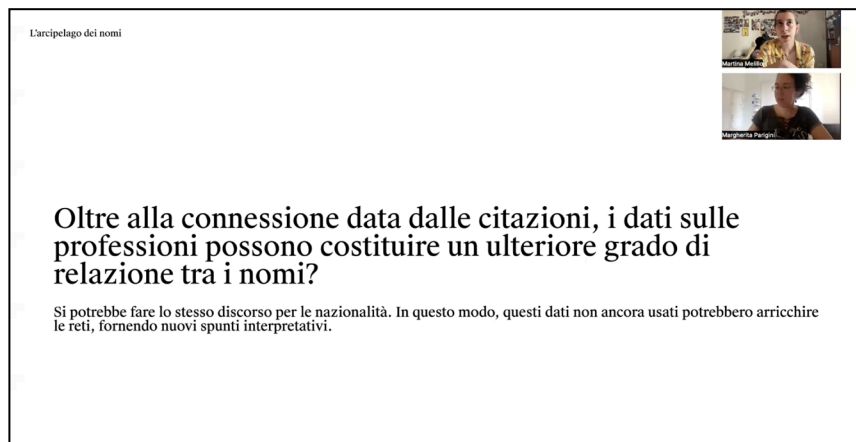 L'arcipelago dei nomi
Martina Melillo
Margherita Parigini
Oltre alla connessione data dalle citazioni, i dati sulle
professioni possono costituire un ulteriore grado di
relazione tra i nomi?
Si potrebbe fare lo stesso discorso per le nazionalità. In questo modo, questi dati non ancora usati potrebbero arricchire
le reti, fornendo nuovi spunti interpretativi.